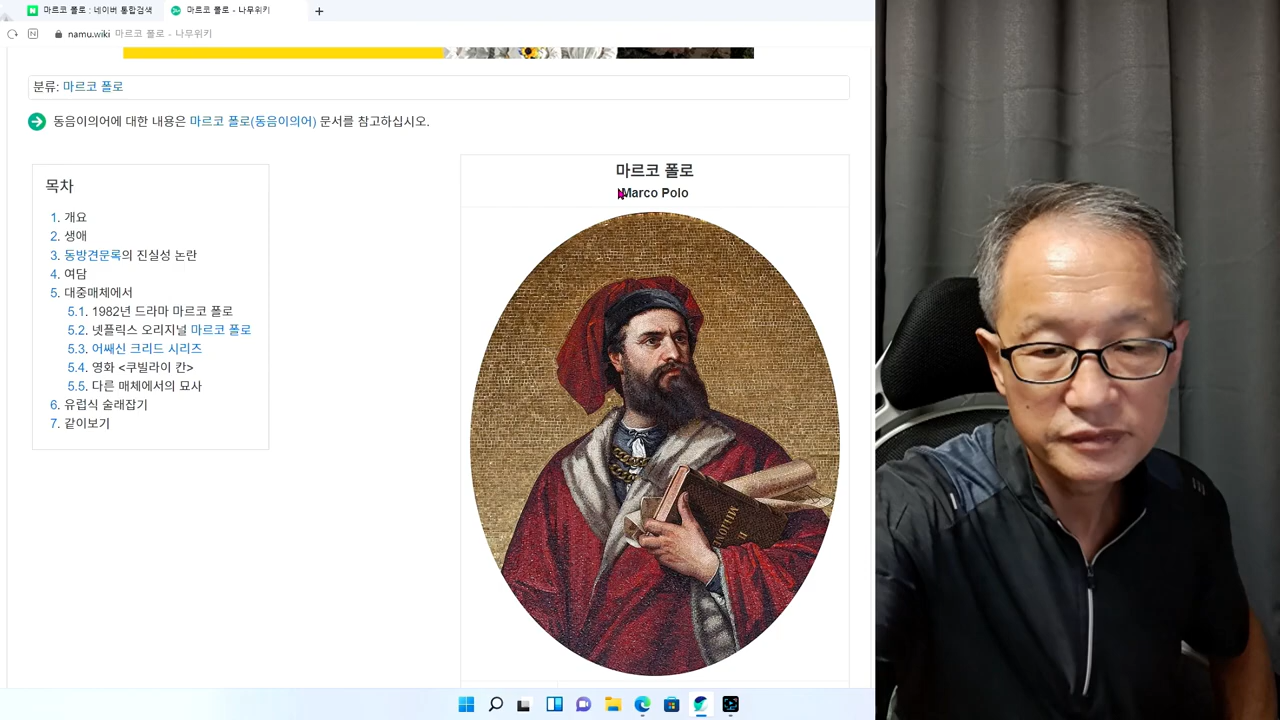 마르코 폴로 : 네이버 통합검색
마르코 폴로 - 나무위키
namu.wiki 마르코 폴로 - 나무위키
분류: 마르코 폴로
동음이의어에 대한 내용은 마르코 폴로(동음이의어) 문서를 참고하십시오.
목차
1. 개요
2. 생애
3. 동방견문록의 진실성 논란
4. 여담
5. 대중매체에서
5.1. 1982년 드라마 마르코 폴로
5.2. 넷플릭스 오리지널 마르코 폴로
5.3. 어쌔신 크리드 시리즈
5.4. 영화 <쿠빌라이 칸>
5.5. 다른 매체에서의 묘사
6. 유럽식 술래잡기
7. 같이보기
마르코 폴로
Marco Polo
IL
MILIONE